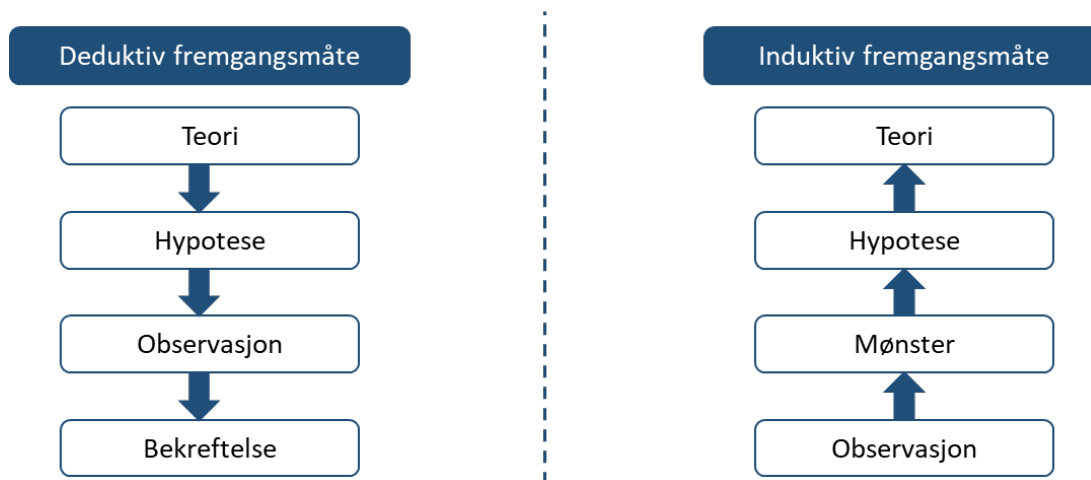 Deduktiv fremgangsmåte
Teori
Hypotese
Observasjon
Bekreftelse
Induktiv fremgangsmåte
Teori
Hypotese
Mønster
Observasjon